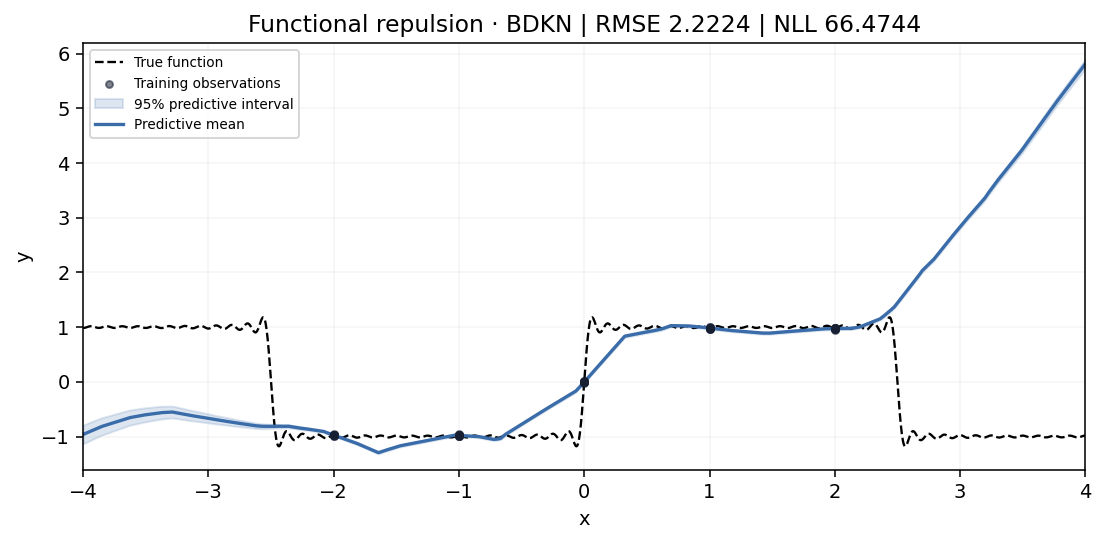 Functional repulsion · BDKN | RMSE 2.2224 | NLL 66.4744
True function
Training observations
95% predictive interval
Predictive mean
y
6
5
4
3
2
1
0
−1
−4 −3 −2 −1 0 1 2 3 4
x